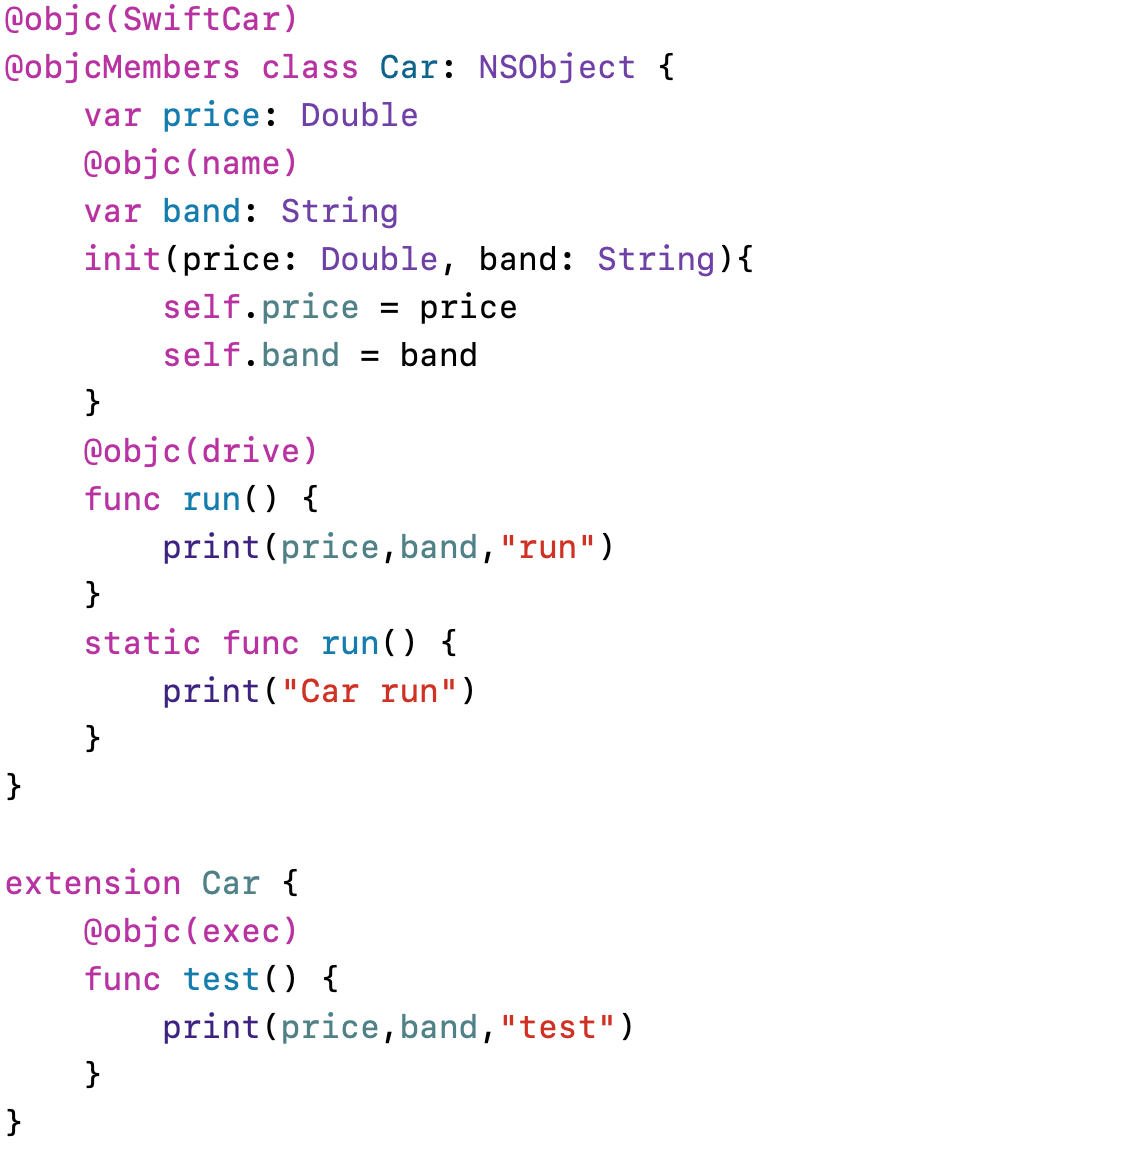 @objc(SwiftCar)
@objcMembers class Car: NSObject {
    var price: Double
    @objc(name)
    var band: String
    init(price: Double, band: String){
        self.price = price
        self.band = band
    }
    @objc(drive)
    func run() {
        print(price,band,"run")
    }
    static func run() {
        print("Car run")
    }
}

extension Car {
    @objc(exec)
    func test() {
        print(price,band,"test")
    }
}